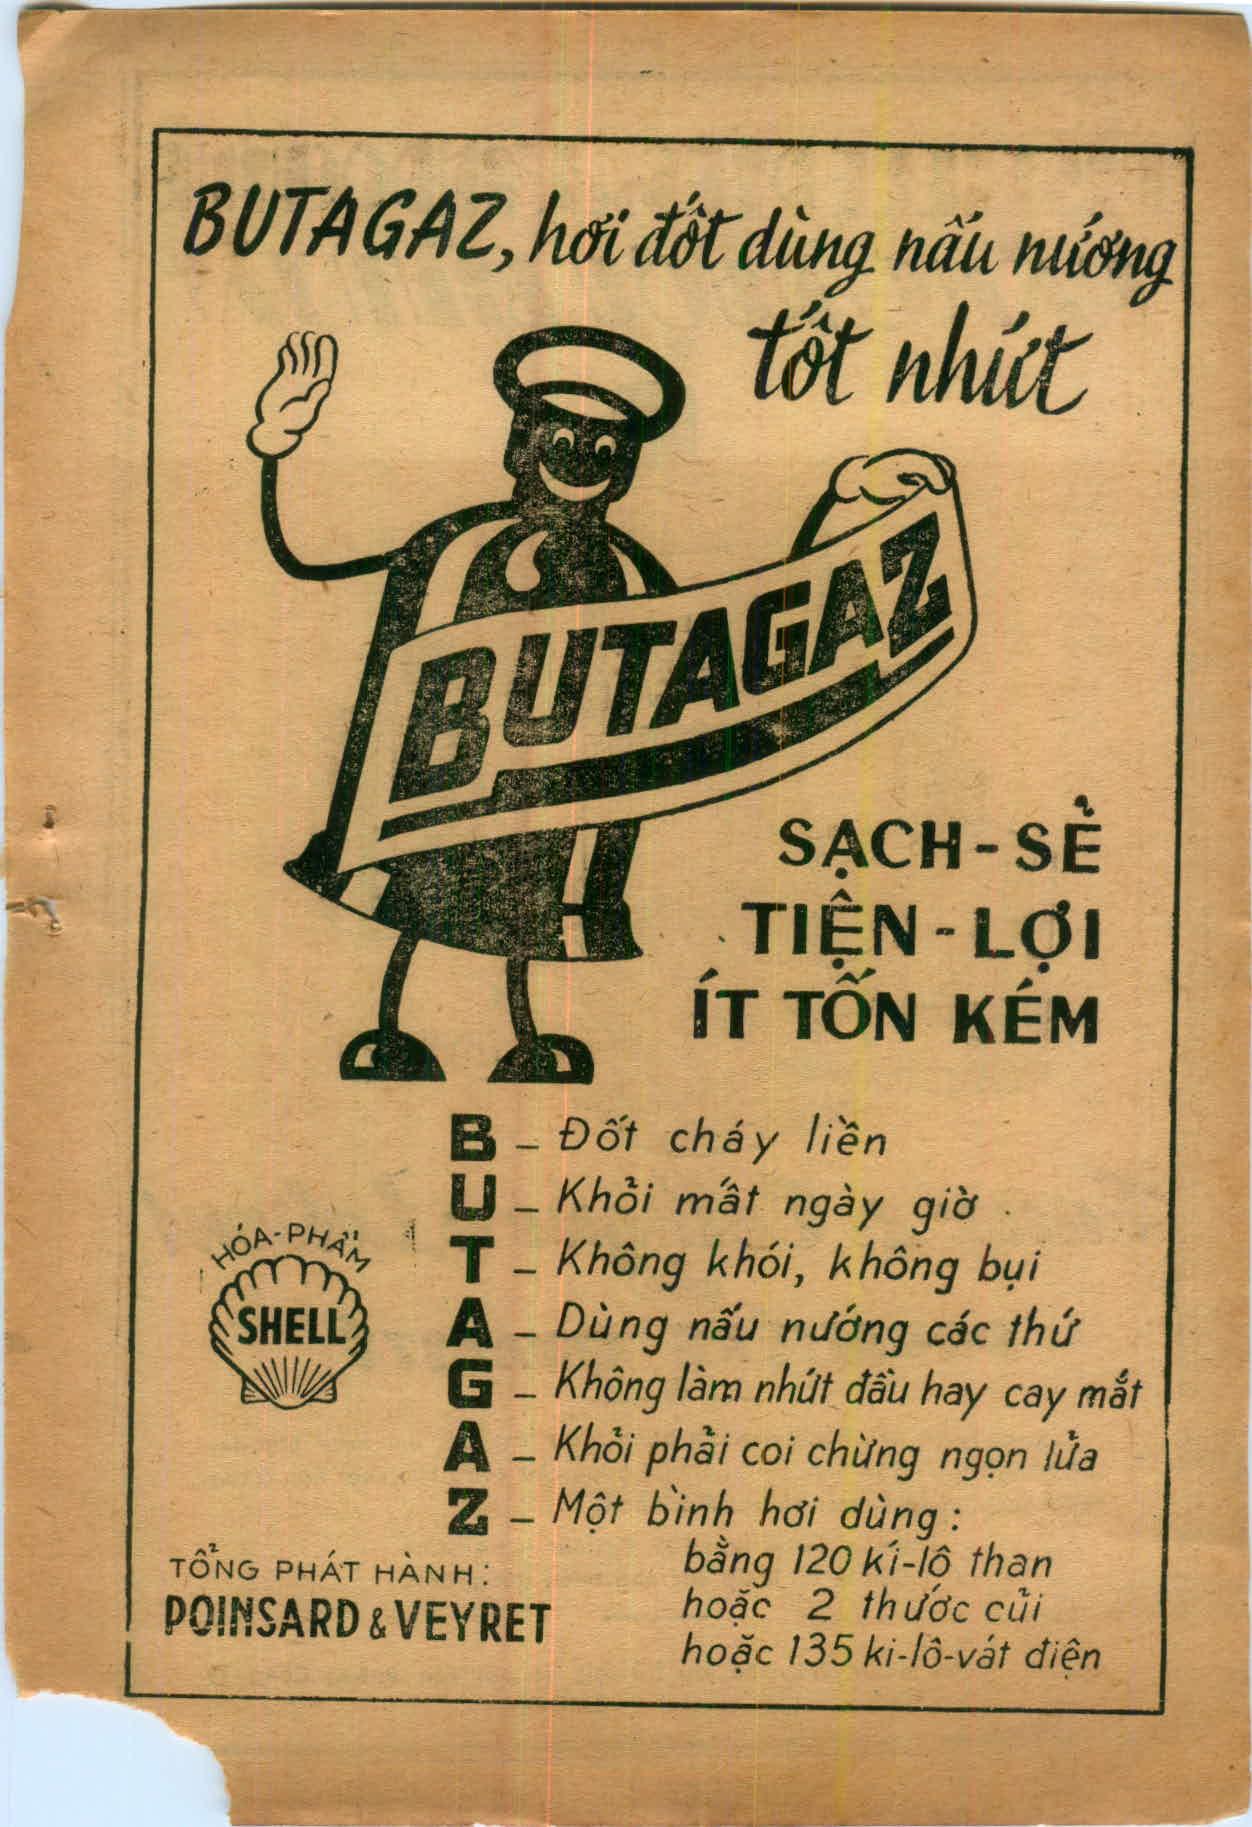 BUTAGAZ, hơi đốt dùng nấu nướng
tốt nhứt
BUTAGAZ
SẠCH-SẺ
TIỆN-LỢI
ÍT TỐN KÉM
B - Đốt cháy liền
U - Khỏi mất ngày giờ
T - Không khói, không bụi
A - Dùng nấu nướng các thứ
G - Không làm nhứt đầu hay cay mắt
A - Khỏi phải coi chừng ngọn lửa
Z - Một bình hơi dùng:
bằng 120 kí-lô than
hoặc 2 thước củi
hoặc 135 ki-lô-vát điện
HÓA-PHẨM
SHELL
TỔNG PHÁT HÀNH:
POINSARD & VEYRET